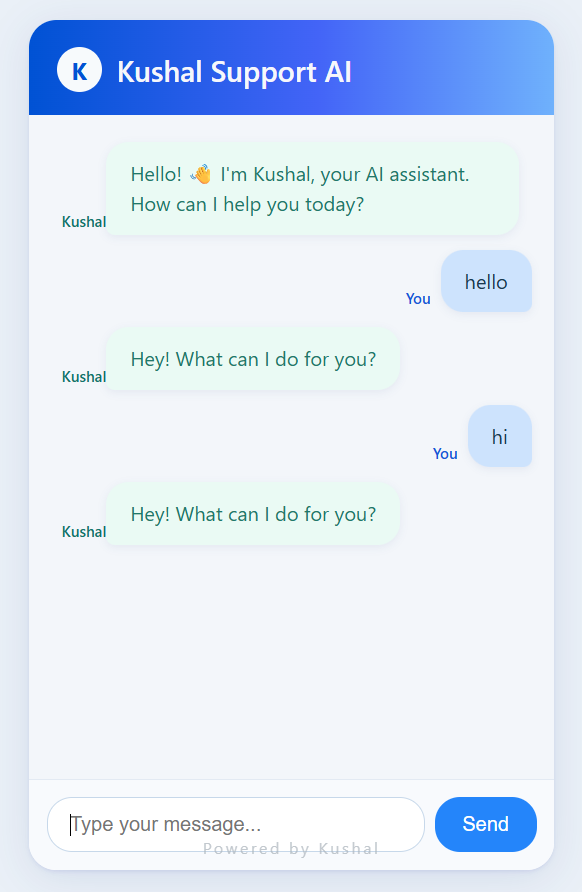 K
Kushal Support AI
Hello! 👋 I'm Kushal, your AI assistant.
How can I help you today?
Kushal
hello
You
Hey! What can I do for you?
Kushal
hi
You
Hey! What can I do for you?
Kushal
Type your message...
Send
Powered by Kushal